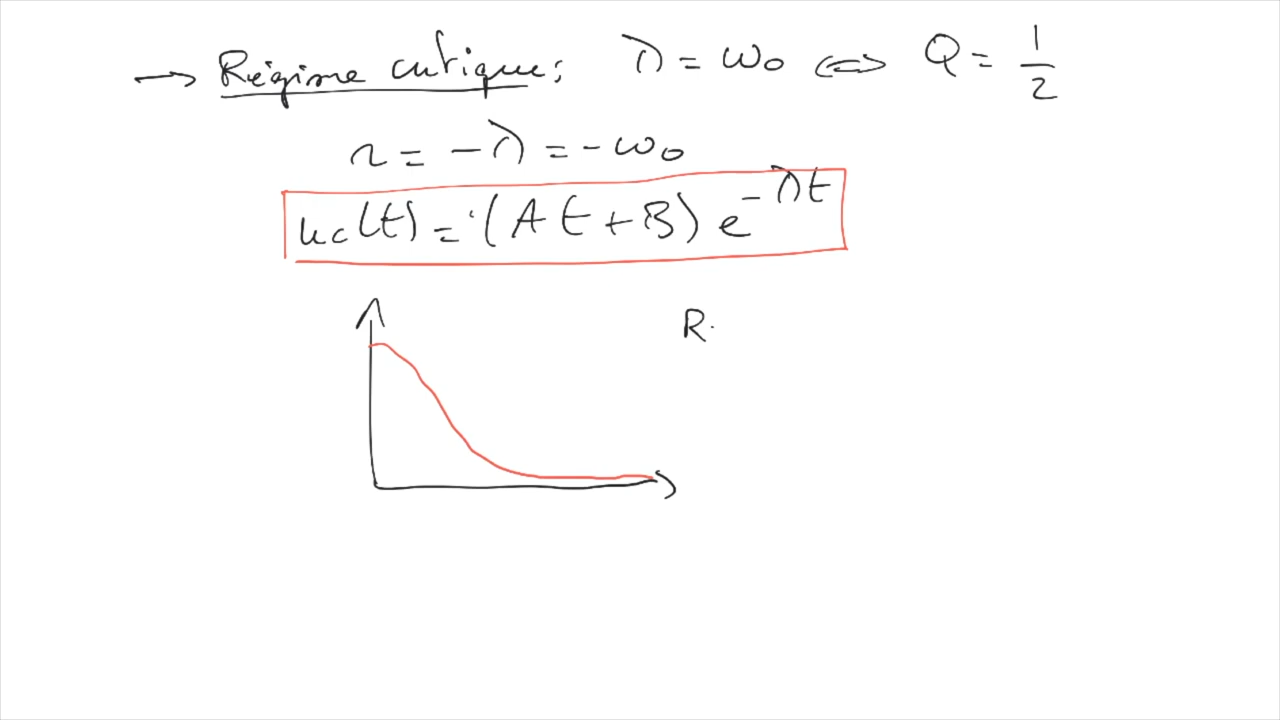 → Régime critique : λ = ω₀ ⇔ Q = 1/2
r = -λ = -ω₀
uc(t) = (At + B) e^{-λt}
R.